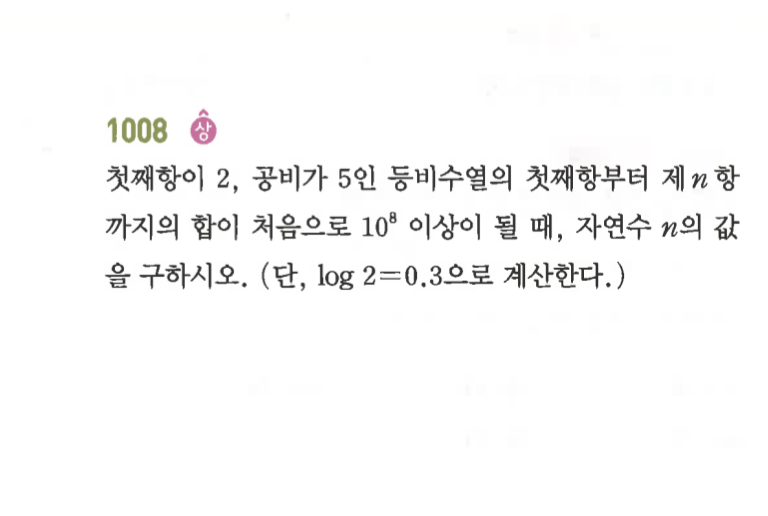 1008 상
첫째항이 2, 공비가 5인 등비수열의 첫째항부터 제n항
까지의 합이 처음으로 10⁸ 이상이 될 때, 자연수 n의 값
을 구하시오. (단, log 2=0.3으로 계산한다.)